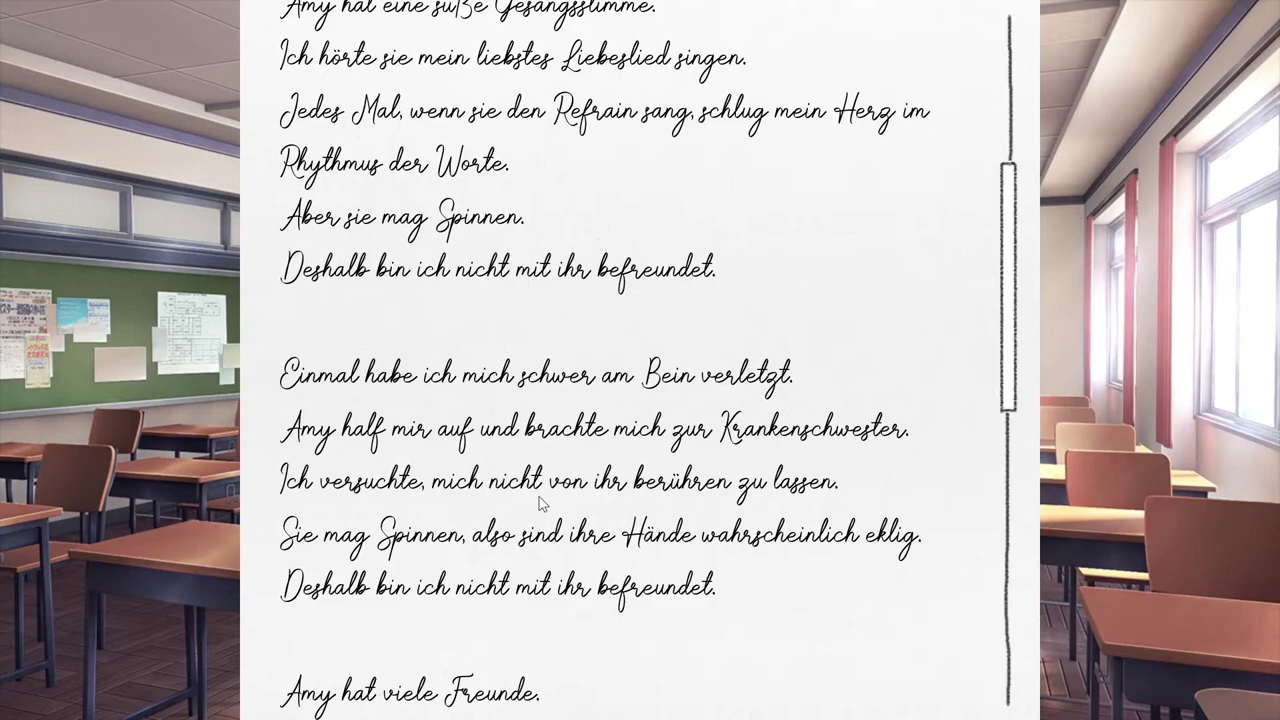 Amy hat eine süße Gesangsstimme.
Ich hörte sie mein liebstes Liebeslied singen.
Jedes Mal, wenn sie den Refrain sang, schlug mein Herz im
Rhythmus der Worte.
Aber sie mag Spinnen.
Deshalb bin ich nicht mit ihr befreundet.
Einmal habe ich mich schwer am Bein verletzt.
Amy half mir auf und brachte mich zur Krankenschwester.
Ich versuchte, mich nicht von ihr berühren zu lassen.
Sie mag Spinnen, also sind ihre Hände wahrscheinlich eklig.
Deshalb bin ich nicht mit ihr befreundet.
Amy hat viele Freunde.